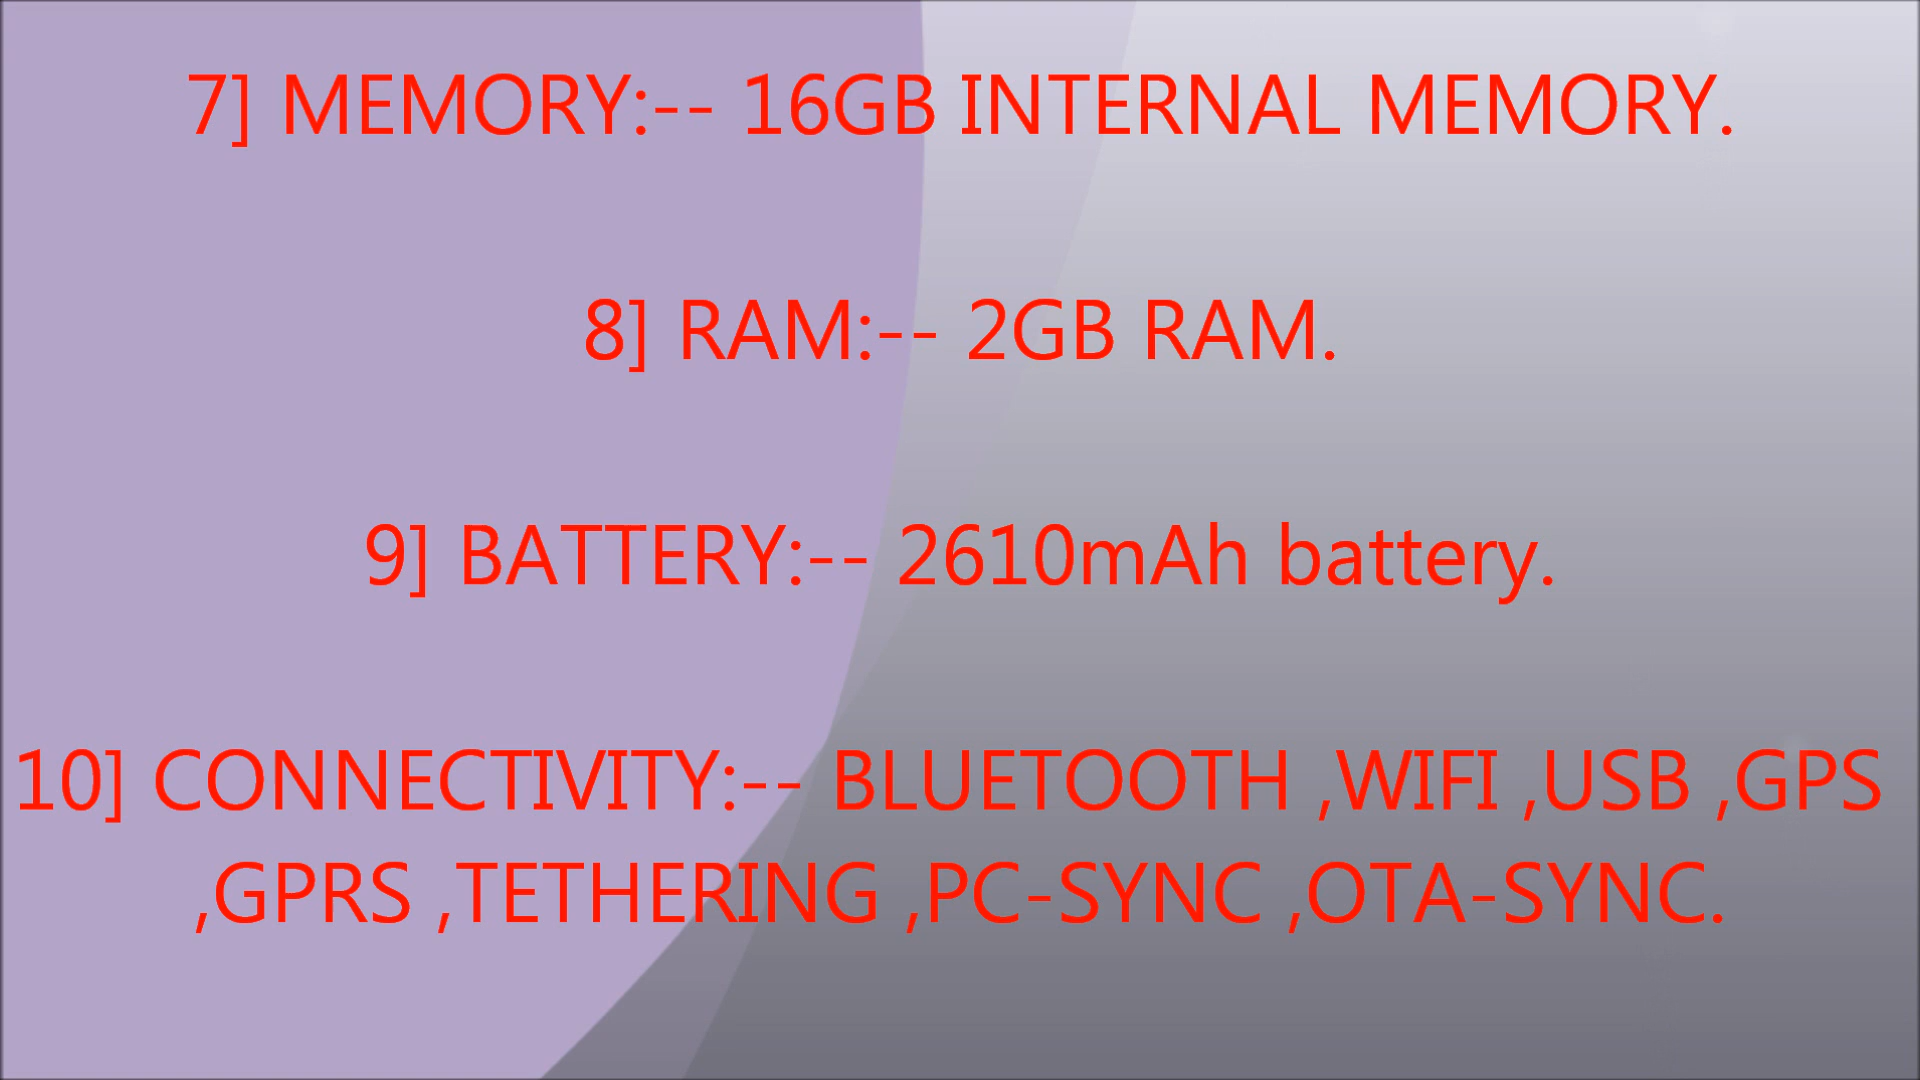 7] MEMORY:-- 16GB INTERNAL MEMORY.
8] RAM:-- 2GB RAM.
9] BATTERY:-- 2610mAh battery.
10] CONNECTIVITY:-- BLUETOOTH ,WIFI ,USB ,GPS
,GPRS ,TETHERING ,PC-SYNC ,OTA-SYNC.